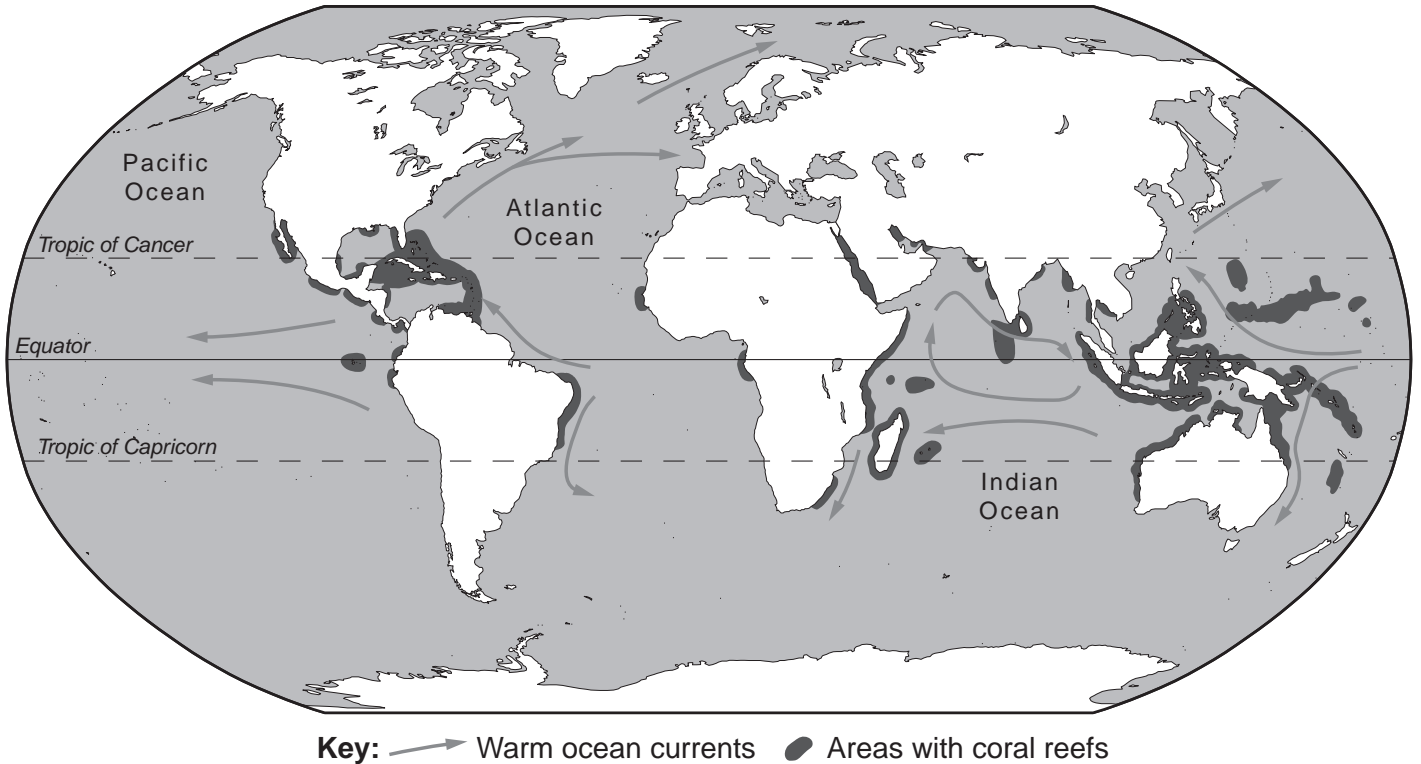 Pacific
Ocean
Atlantic
Ocean
Tropic of Cancer
Equator
Tropic of Capricorn
Indian
Ocean
Key: Warm ocean currents Areas with coral reefs